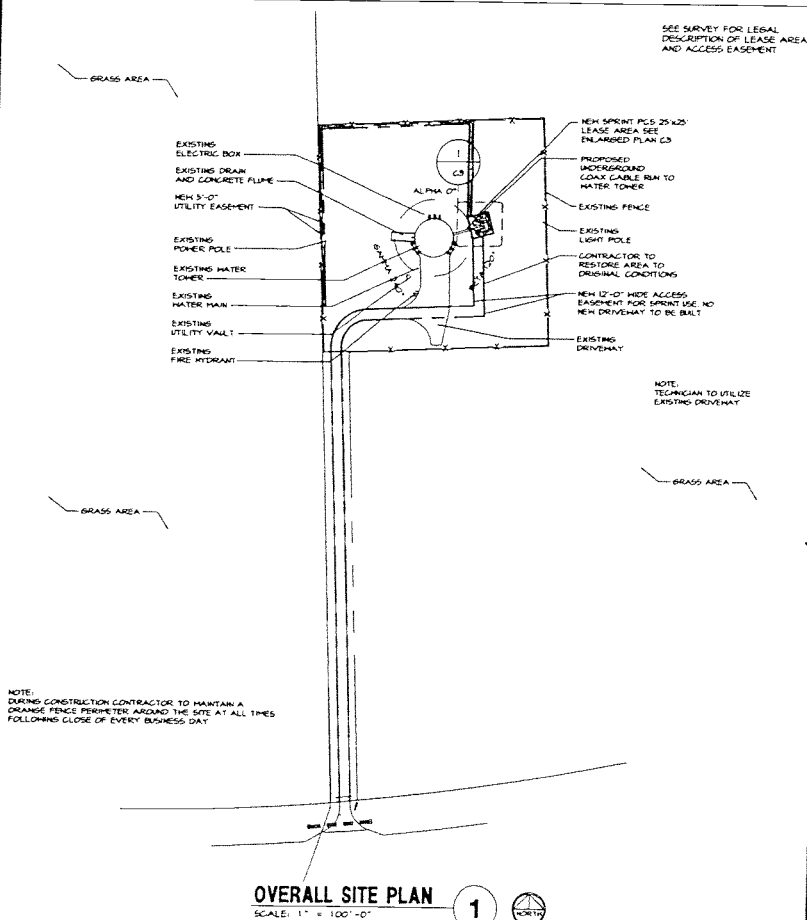 SEE SURVEY FOR LEGAL
DESCRIPTION OF LEASE AREA
AND ACCESS EASEMENT
GRASS AREA
EXISTING
ELECTRIC BOX
EXISTING DRAIN
AND CONCRETE FLUME
NEW 5'-0"
UTILITY EASEMENT
EXISTING
POWER POLE
EXISTING WATER
TOWER
EXISTING
WATER MAIN
EXISTING
UTILITY VAULT
EXISTING
FIRE HYDRANT
1
C3
ALPHA 0°
NEW SPRINT PCS 25'x25'
LEASE AREA SEE
ENLARGED PLAN C3
PROPOSED
UNDERGROUND
COAX CABLE RUN TO
WATER TOWER
EXISTING FENCE
EXISTING
LIGHT POLE
CONTRACTOR TO
RESTORE AREA TO
ORIGINAL CONDITIONS
NEW 12'-0" WIDE ACCESS
EASEMENT FOR SPRINT USE. NO
NEW DRIVEWAY TO BE BUILT
EXISTING
DRIVEWAY
NOTE:
TECHNICIAN TO UTILIZE
EXISTING DRIVEWAY
GRASS AREA
GRASS AREA
NOTE:
DURING CONSTRUCTION CONTRACTOR TO MAINTAIN A
ORANGE FENCE PERIMETER AROUND THE SITE AT ALL TIMES
FOLLOWING CLOSE OF EVERY BUSINESS DAY
OVERALL SITE PLAN
SCALE: 1" = 100'-0"
1
NORTH